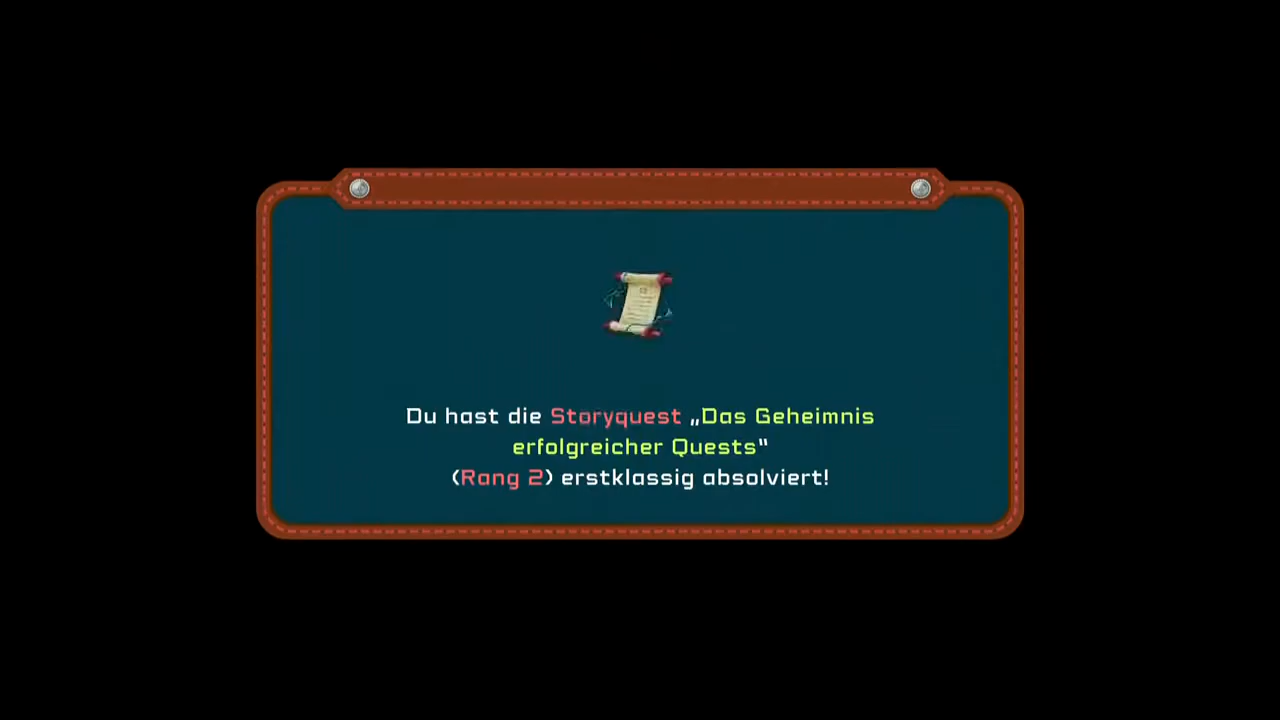 Du hast die Storyquest „Das Geheimnis
erfolgreicher Quests“
(Rang 2) erstklassig absolviert!